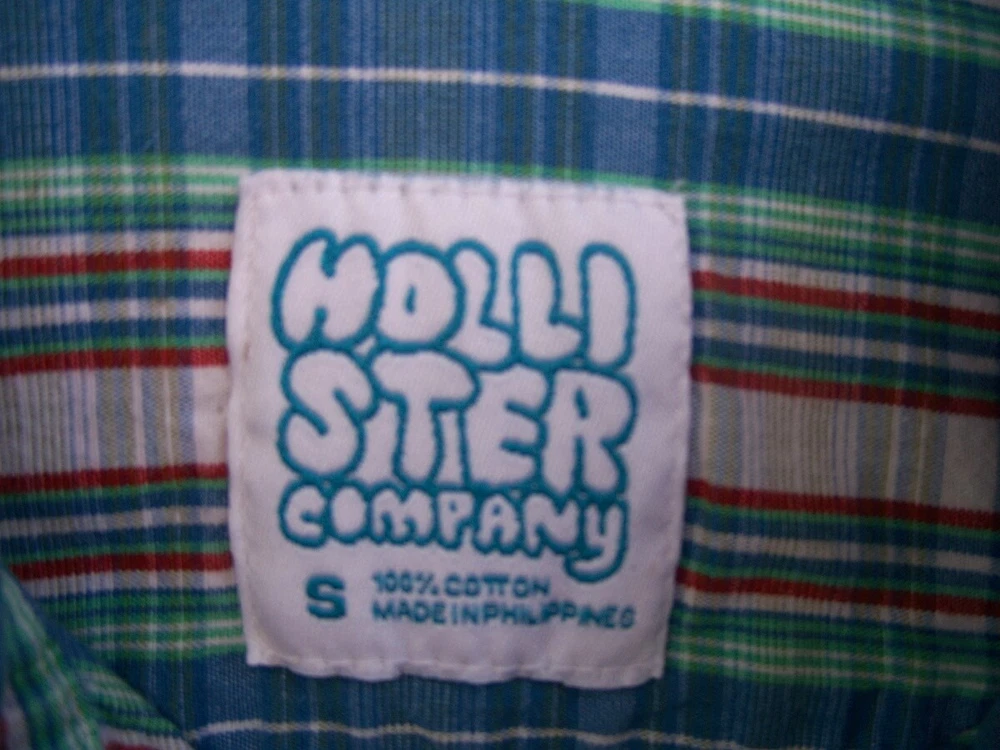 HOLLI
STER
COMPANY
S
100% COTTON
MADE IN PHILIPPINES